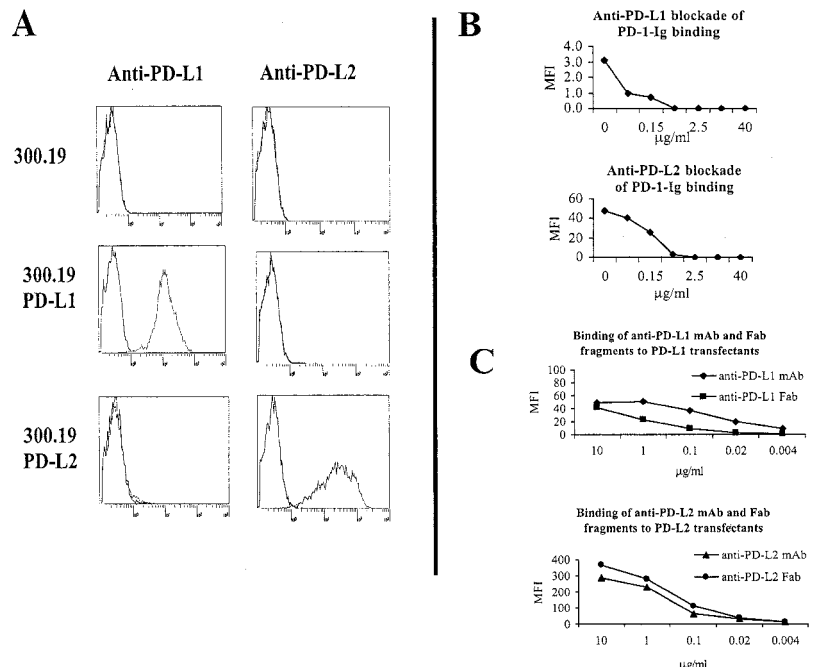 A
Anti-PD-L1
Anti-PD-L2
300.19
300.19
PD-L1
300.19
PD-L2
B
Anti-PD-L1 blockade of
PD-1-Ig binding
MFI
4.0
3.0
2.0
1.0
0.0
0 0.15 2.5 40
µg/ml
Anti-PD-L2 blockade
of PD-1-Ig binding
MFI
60
40
20
0
0 0.15 2.5 40
µg/ml
C
Binding of anti-PD-L1 mAb and Fab
fragments to PD-L1 transfectants
MFI
100
80
60
40
20
0
anti-PD-L1 mAb
anti-PD-L1 Fab
10 1 0.1 0.02 0.004
µg/ml
Binding of anti-PD-L2 mAb and Fab
fragments to PD-L2 transfectants
MFI
400
300
200
100
0
anti-PD-L2 mAb
anti-PD-L2 Fab
10 1 0.1 0.02 0.004
µg/ml